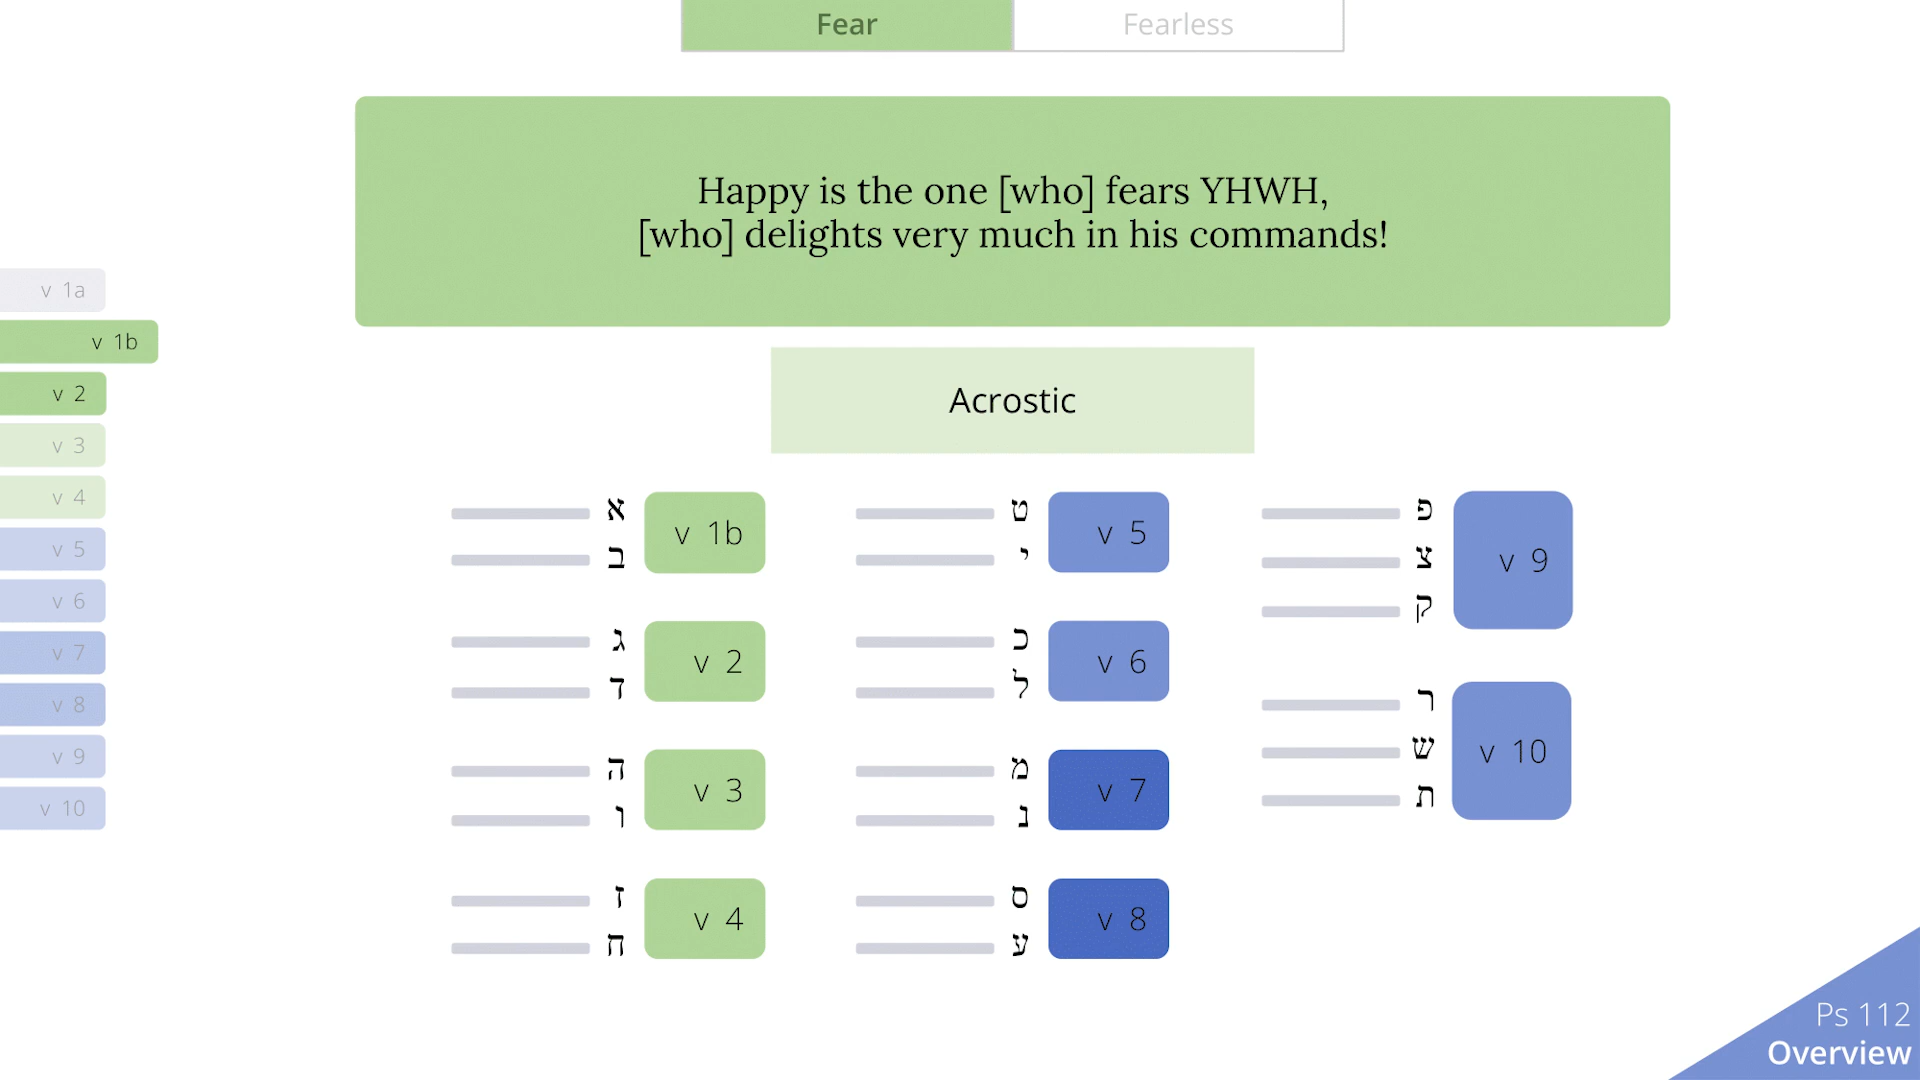 Fear
Fearless
Happy is the one [who] fears YHWH,
[who] delights very much in his commands!
v 1a
v 1b
v 2
v 3
v 4
v 5
v 6
v 7
v 8
v 9
v 10
Acrostic
א
ב
v 1b
ג
ד
v 2
ה
ו
v 3
ז
ח
v 4
ט
י
v 5
כ
ל
v 6
מ
נ
v 7
ס
ע
v 8
פ
צ
ק
v 9
ר
ש
ת
v 10
Ps 112
Overview